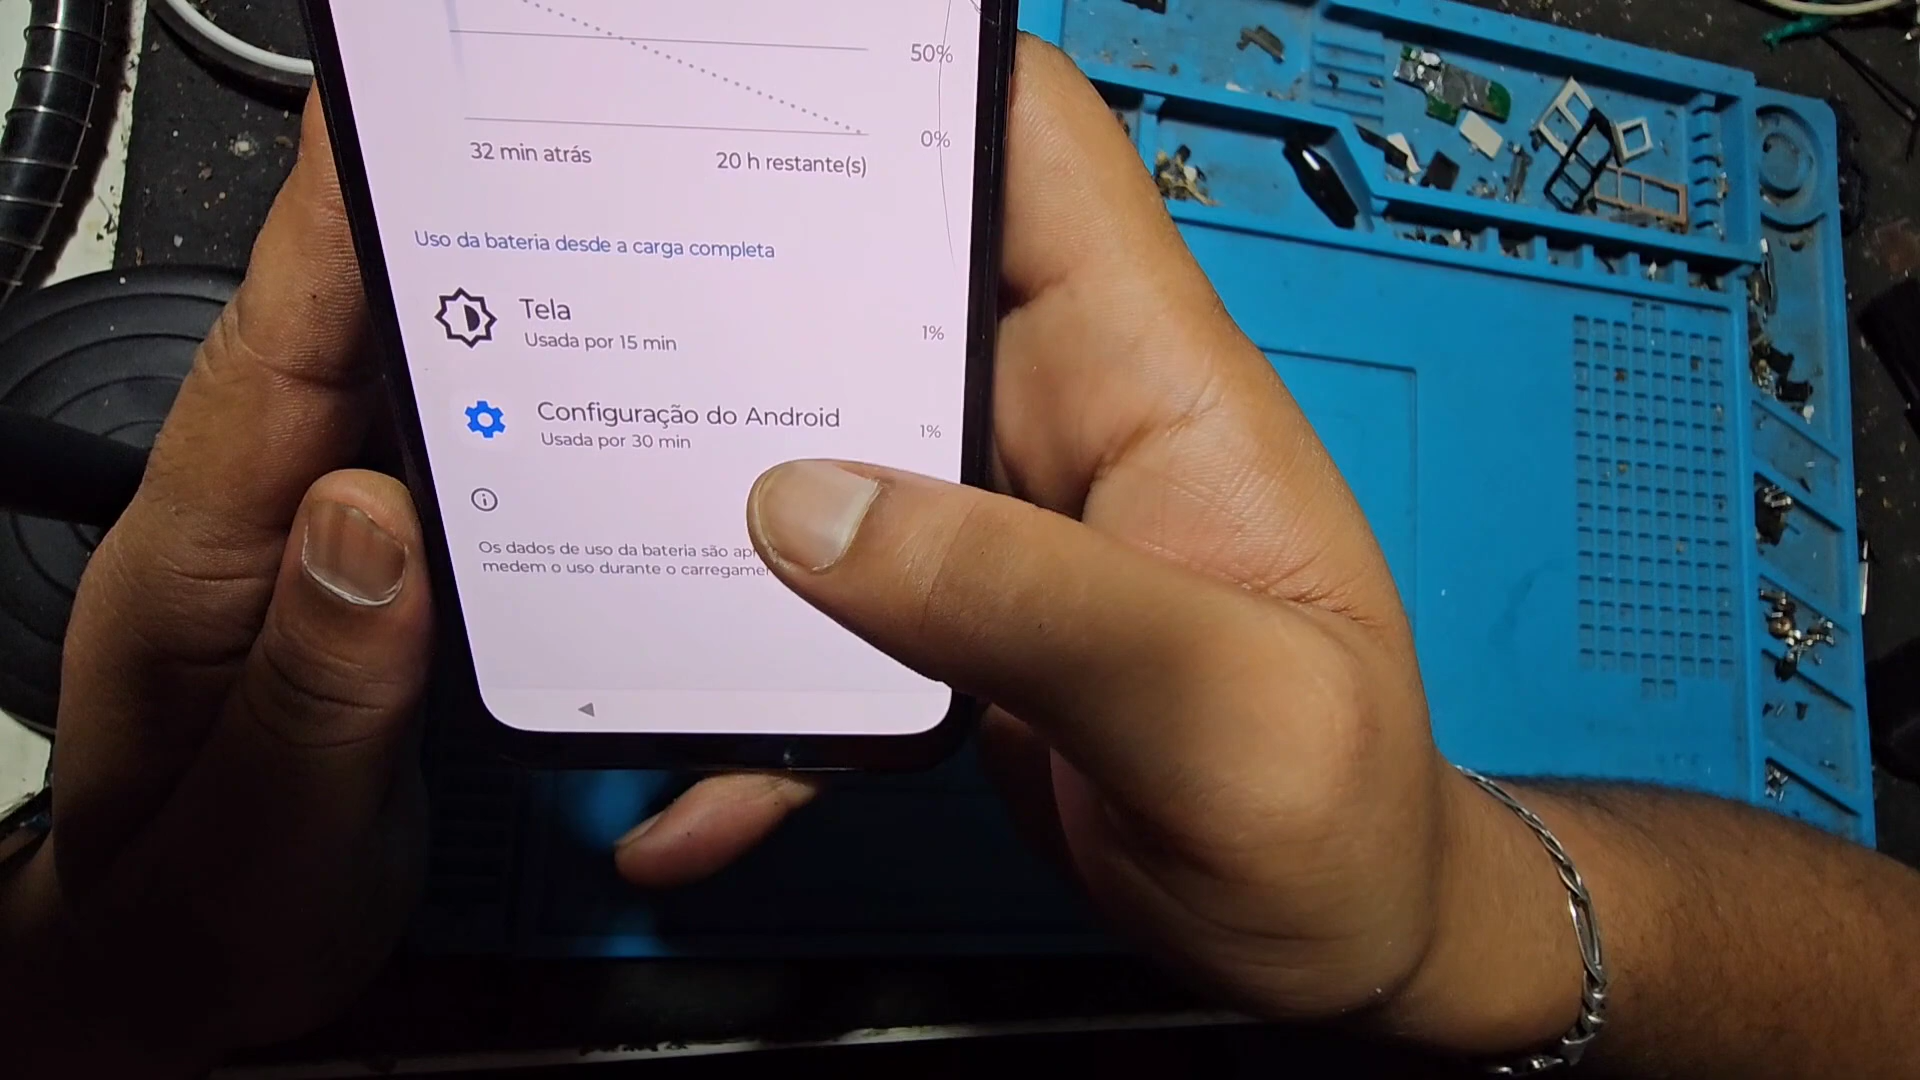 50%
0%
32 min atrás
20 h restante(s)
Uso da bateria desde a carga completa
Tela
1%
Usada por 15 min
Configuração do Android
1%
Usada por 30 min
Os dados de uso da bateria são
medem o uso durante o